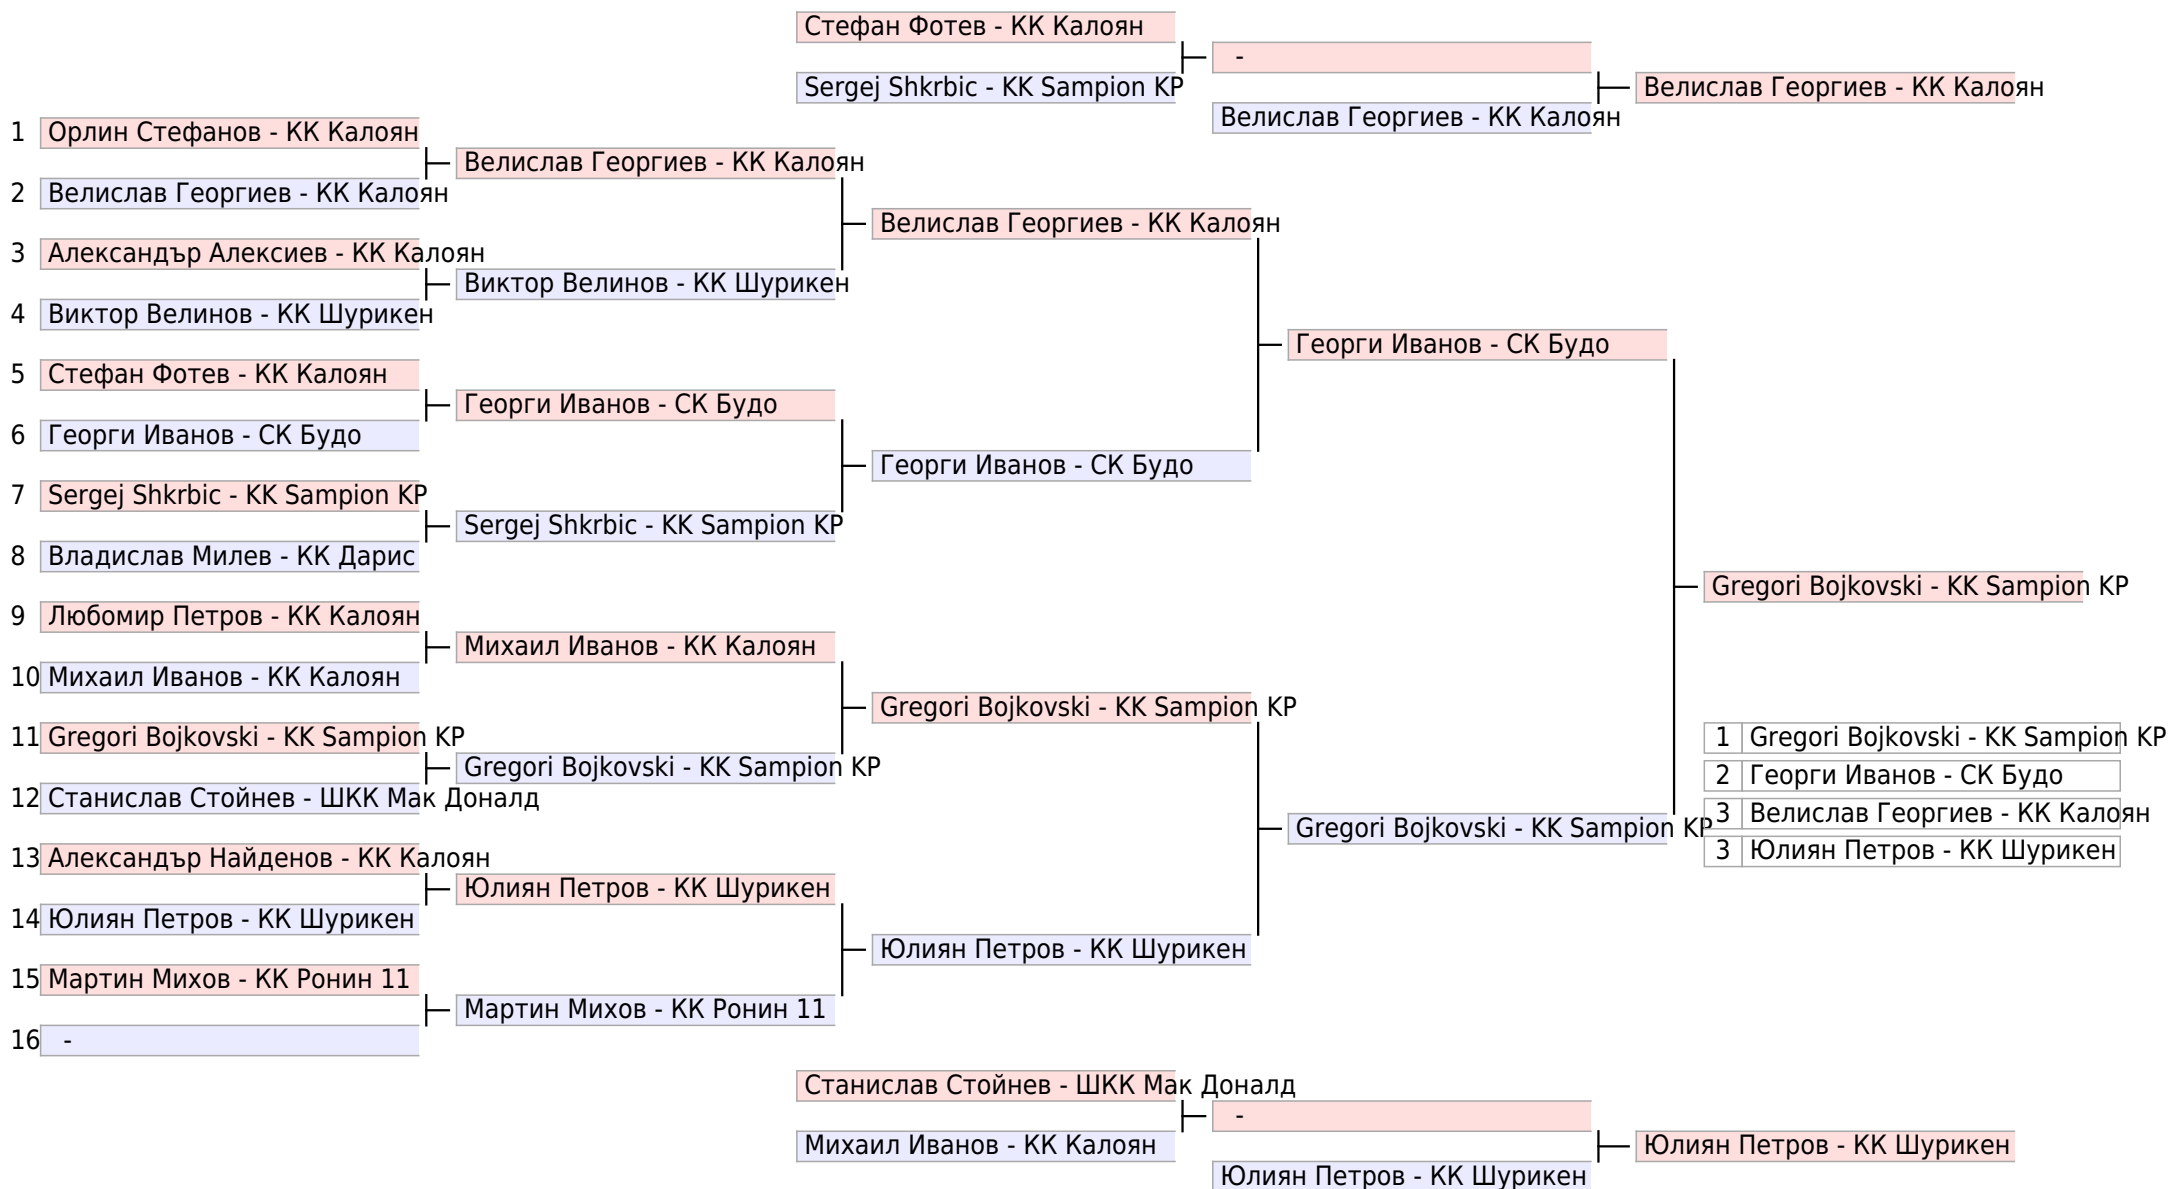 Стефан Фотев - КК Калоян
-
Sergej Shkrbic - KK Sampion KP
Велислав Георгиев - КК Калоян
Велислав Георгиев - КК Калоян
1 Орлин Стефанов - КК Калоян
2 Велислав Георгиев - КК Калоян
3 Александър Алексиев - КК Калоян
4 Виктор Велинов - КК Шурикен
5 Стефан Фотев - КК Калоян
6 Георги Иванов - СК Будо
7 Sergej Shkrbic - KK Sampion KP
8 Владислав Милев - КК Дарис
9 Любомир Петров - КК Калоян
10 Михаил Иванов - КК Калоян
11 Gregori Bojkovski - KK Sampion KP
12 Станислав Стойнев - ШКК Мак Доналд
13 Александър Найденов - КК Калоян
14 Юлиян Петров - КК Шурикен
15 Мартин Михов - КК Ронин 11
16 -
Велислав Георгиев - КК Калоян
Виктор Велинов - КК Шурикен
Георги Иванов - СК Будо
Sergej Shkrbic - KK Sampion KP
Михаил Иванов - КК Калоян
Gregori Bojkovski - KK Sampion KP
Юлиян Петров - КК Шурикен
Мартин Михов - КК Ронин 11
Велислав Георгиев - КК Калоян
Георги Иванов - СК Будо
Gregori Bojkovski - KK Sampion KP
Юлиян Петров - КК Шурикен
Георги Иванов - СК Будо
Gregori Bojkovski - KK Sampion KP
Gregori Bojkovski - KK Sampion KP
1 Gregori Bojkovski - KK Sampion KP
2 Георги Иванов - СК Будо
3 Велислав Георгиев - КК Калоян
3 Юлиян Петров - КК Шурикен
Станислав Стойнев - ШКК Мак Доналд
-
Михаил Иванов - КК Калоян
Юлиян Петров - КК Шурикен
Юлиян Петров - КК Шурикен